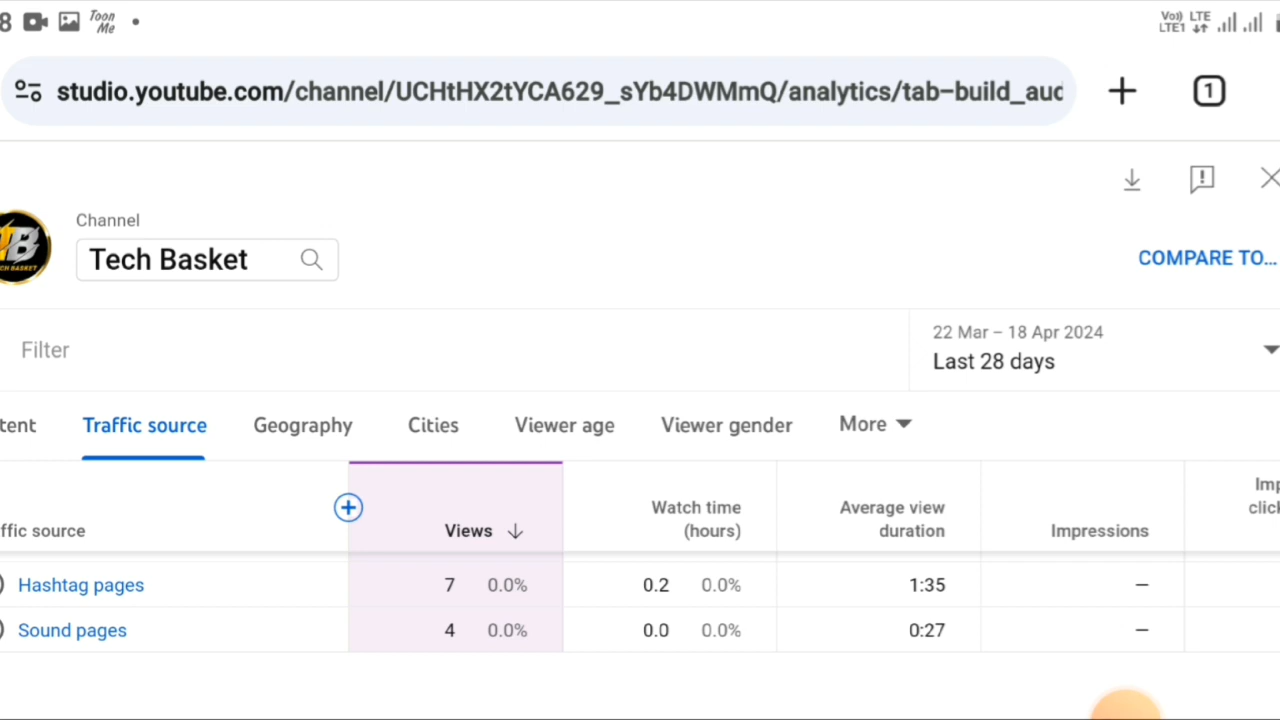 8 Toon Me Vo)) LTE LTE1
studio.youtube.com/channel/UCHtHX2tYCA629_sYb4DWMmQ/analytics/tab-build_aud 1
Channel
Tech Basket
COMPARE TO...
Filter
22 Mar – 18 Apr 2024
Last 28 days
tent Traffic source Geography Cities Viewer age Viewer gender More
ffic source Views Watch time (hours) Average view duration Impressions Imp click
Hashtag pages 7 0.0% 0.2 0.0% 1:35 –
Sound pages 4 0.0% 0.0 0.0% 0:27 –